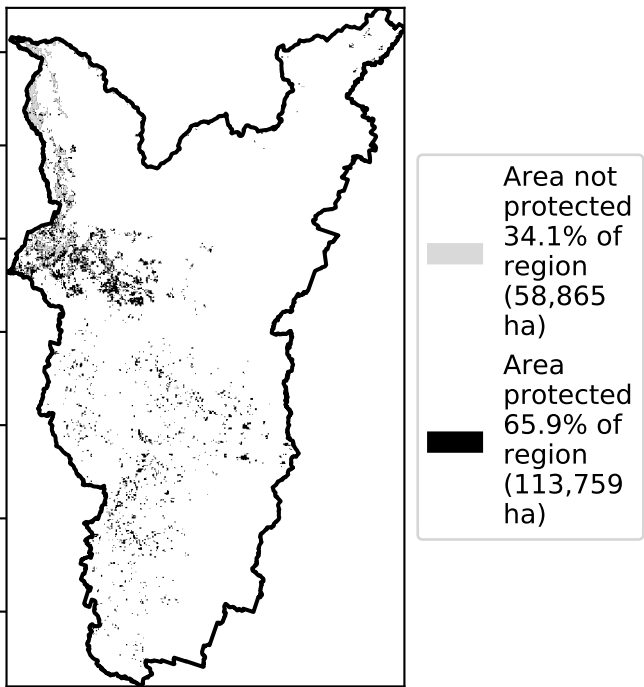 Area not
protected
34.1% of
region
(58,865
ha)
Area
protected
65.9% of
region
(113,759
ha)